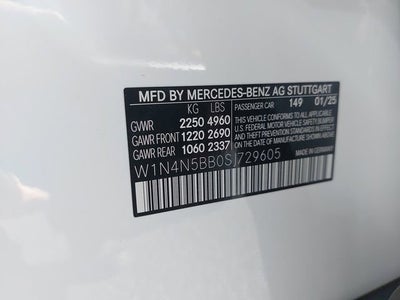 MFD BY MERCEDES-BENZ AG STUTTGART
KG LBS PASSENGER CAR 149 01/25
GVWR 2250 4960 THIS VEHICLE CONFORMS TO ALL APPLICABLE
GAWR FRONT 1220 2690 U.S. FEDERAL MOTOR VEHICLE SAFETY, BUMPER,
GAWR REAR 1060 2337 AND THEFT PREVENTION STANDARDS IN
EFFECT ON THE DATE OF MANUFACTURE SHOWN ABOVE.
W1N4N5BB0SJ729605
MADE IN GERMANY